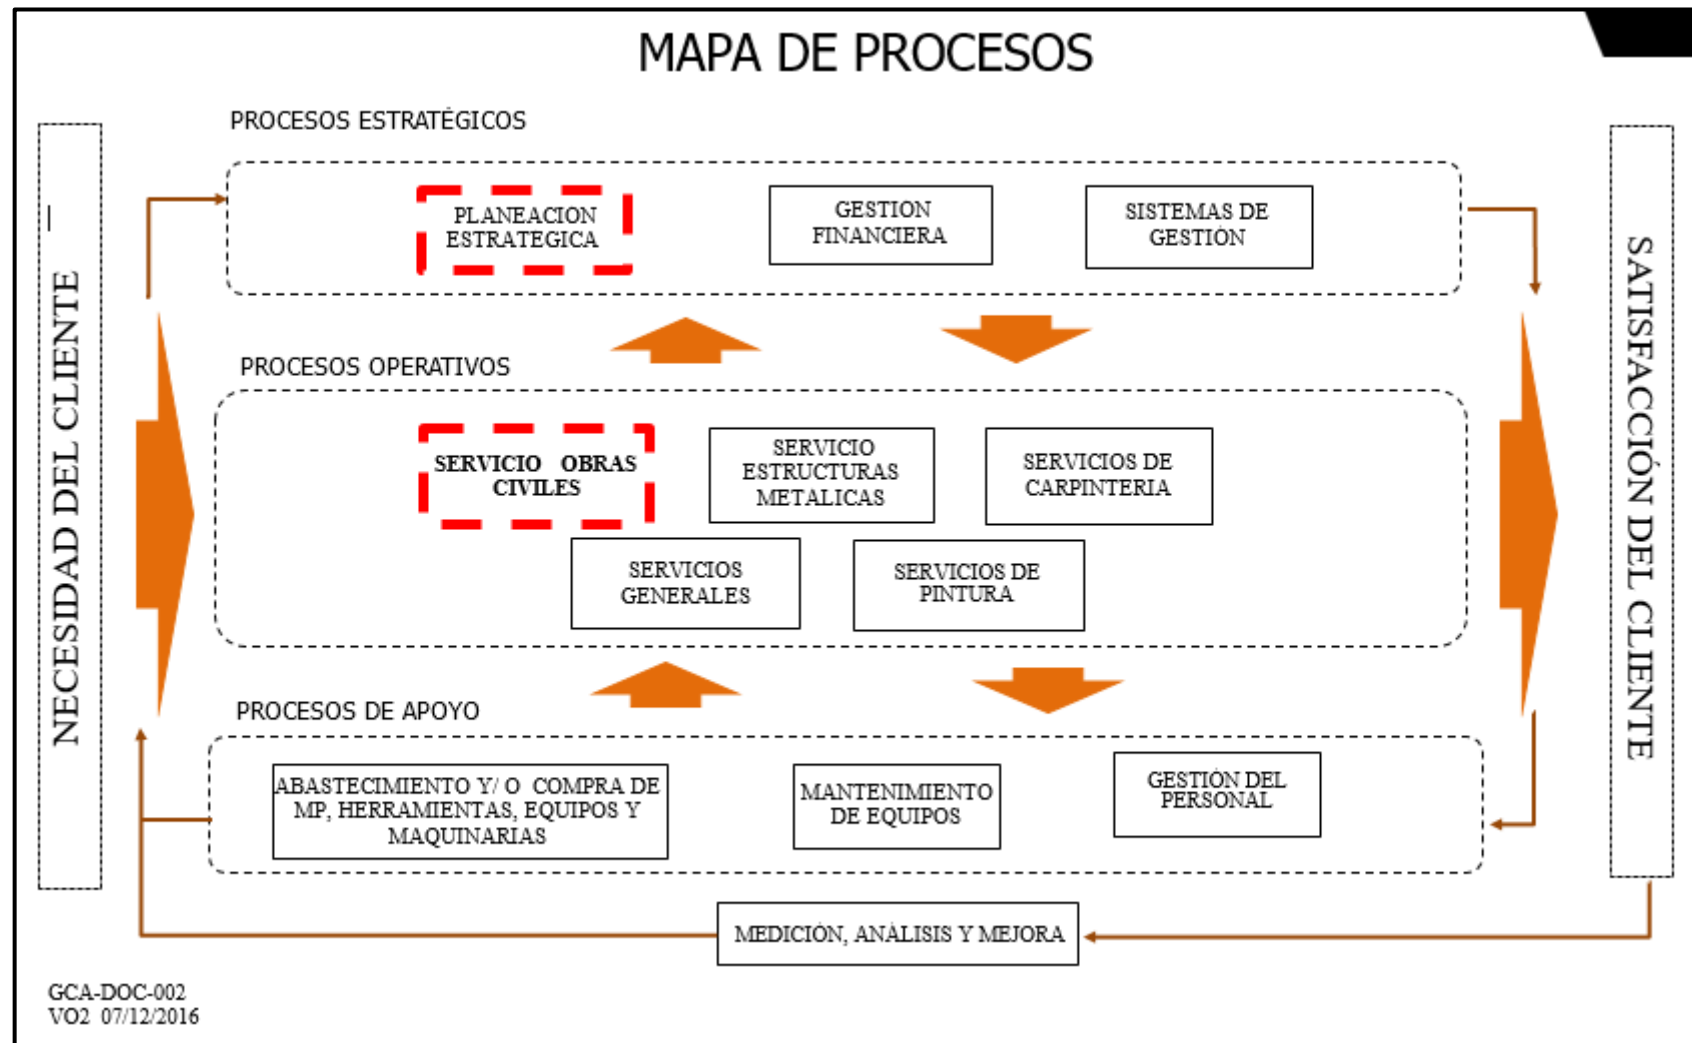 MAPA DE PROCESOS
NECESIDAD DEL CLIENTE
PROCESOS ESTRATÉGICOS
PLANEACION
ESTRATEGICA
GESTION
FINANCIERA
SISTEMAS DE
GESTIÓN
PROCESOS OPERATIVOS
SERVICIO OBRAS
CIVILES
SERVICIO
ESTRUCTURAS
METALICAS
SERVICIOS DE
CARPINTERIA
SERVICIOS
GENERALES
SERVICIOS DE
PINTURA
PROCESOS DE APOYO
ABASTECIMIENTO Y/ O COMPRA DE
MP, HERRAMIENTAS, EQUIPOS Y
MAQUINARIAS
MANTENIMIENTO
DE EQUIPOS
GESTIÓN DEL
PERSONAL
SATISFACCIÓN DEL CLIENTE
MEDICIÓN, ANÁLISIS Y MEJORA
GCA-DOC-002
VO2 07/12/2016